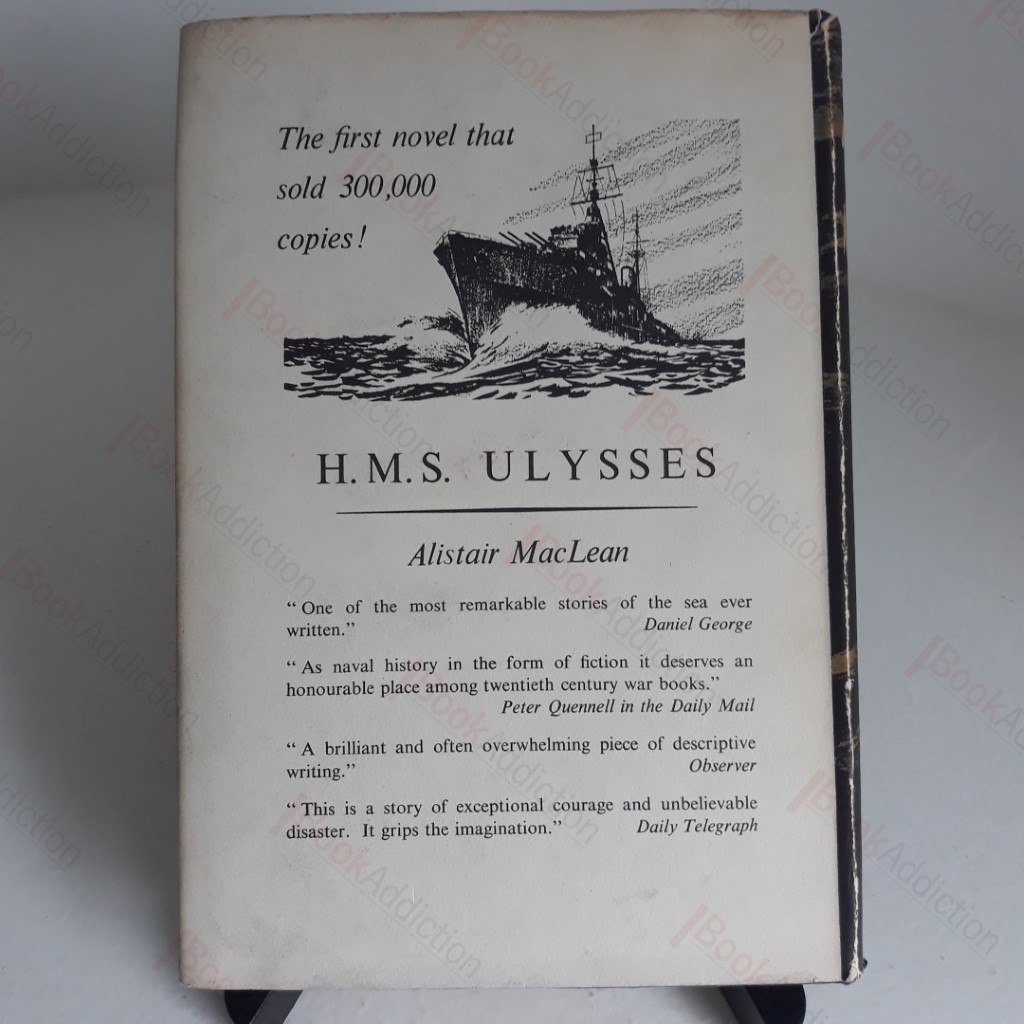 The first novel that
sold 300,000
copies!
H.M.S. ULYSSES
Alistair MacLean
“ One of the most remarkable stories of the sea ever
written.” Daniel George
“ As naval history in the form of fiction it deserves an
honourable place among twentieth century war books.”
Peter Quennell in the Daily Mail
“ A brilliant and often overwhelming piece of descriptive
writing.” Observer
“ This is a story of exceptional courage and unbelievable
disaster. It grips the imagination.” Daily Telegraph
BookAddiction